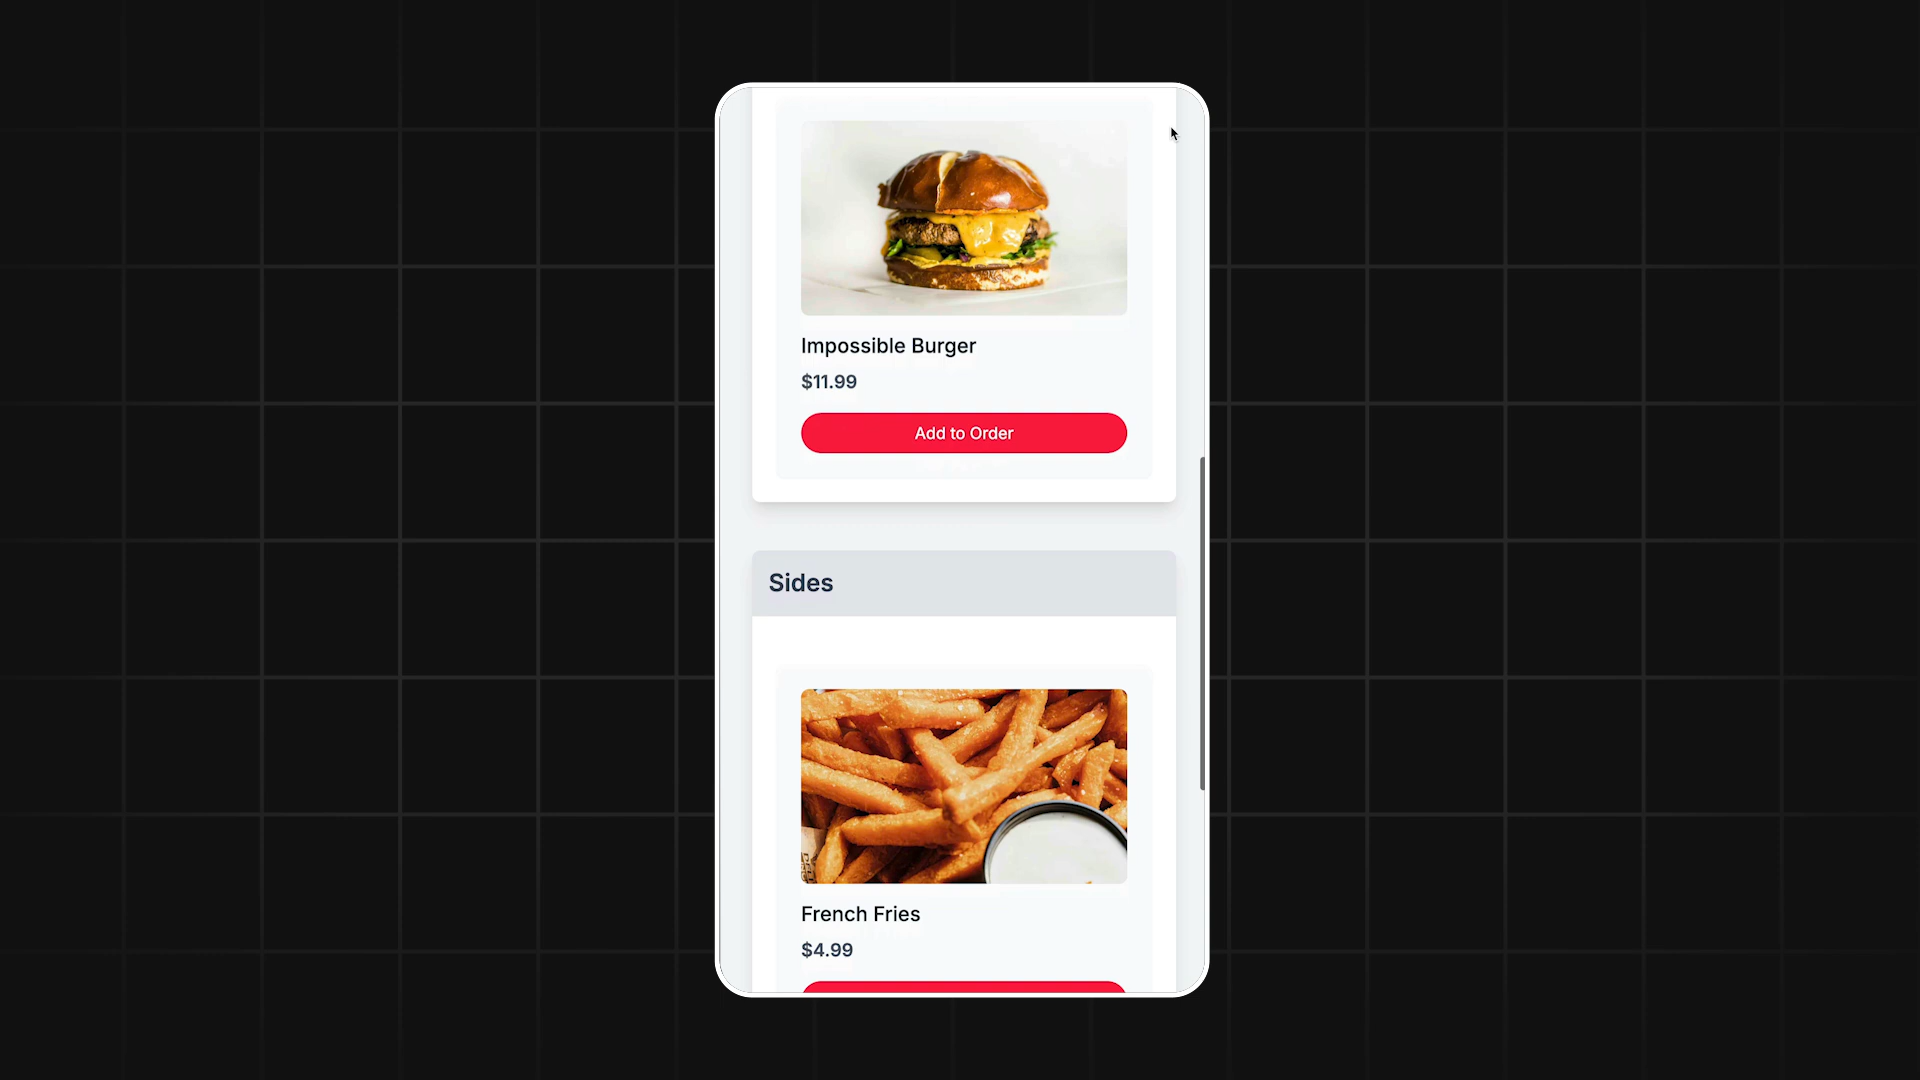 Impossible Burger
$11.99
Add to Order
Sides
French Fries
$4.99